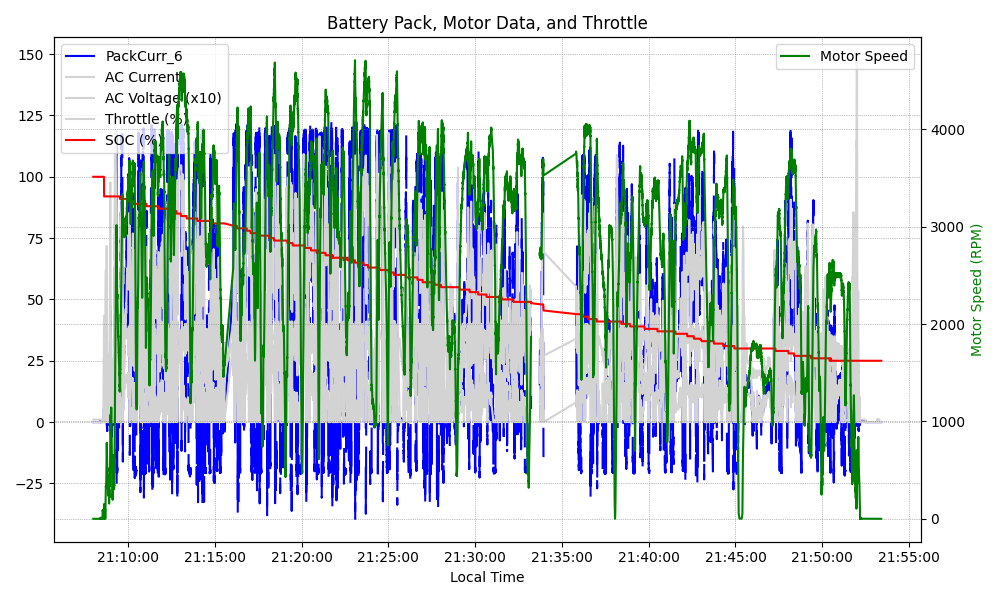 Battery Pack, Motor Data, and Throttle
150
125
100
75
50
25
0
−25
PackCurr_6
AC Current
AC Voltage (x10)
Throttle (%)
SOC (%)
Motor Speed
4000
3000
2000
1000
0
Motor Speed (RPM)
21:10:00
21:15:00
21:20:00
21:25:00
21:30:00
21:35:00
21:40:00
21:45:00
21:50:00
21:55:00
Local Time